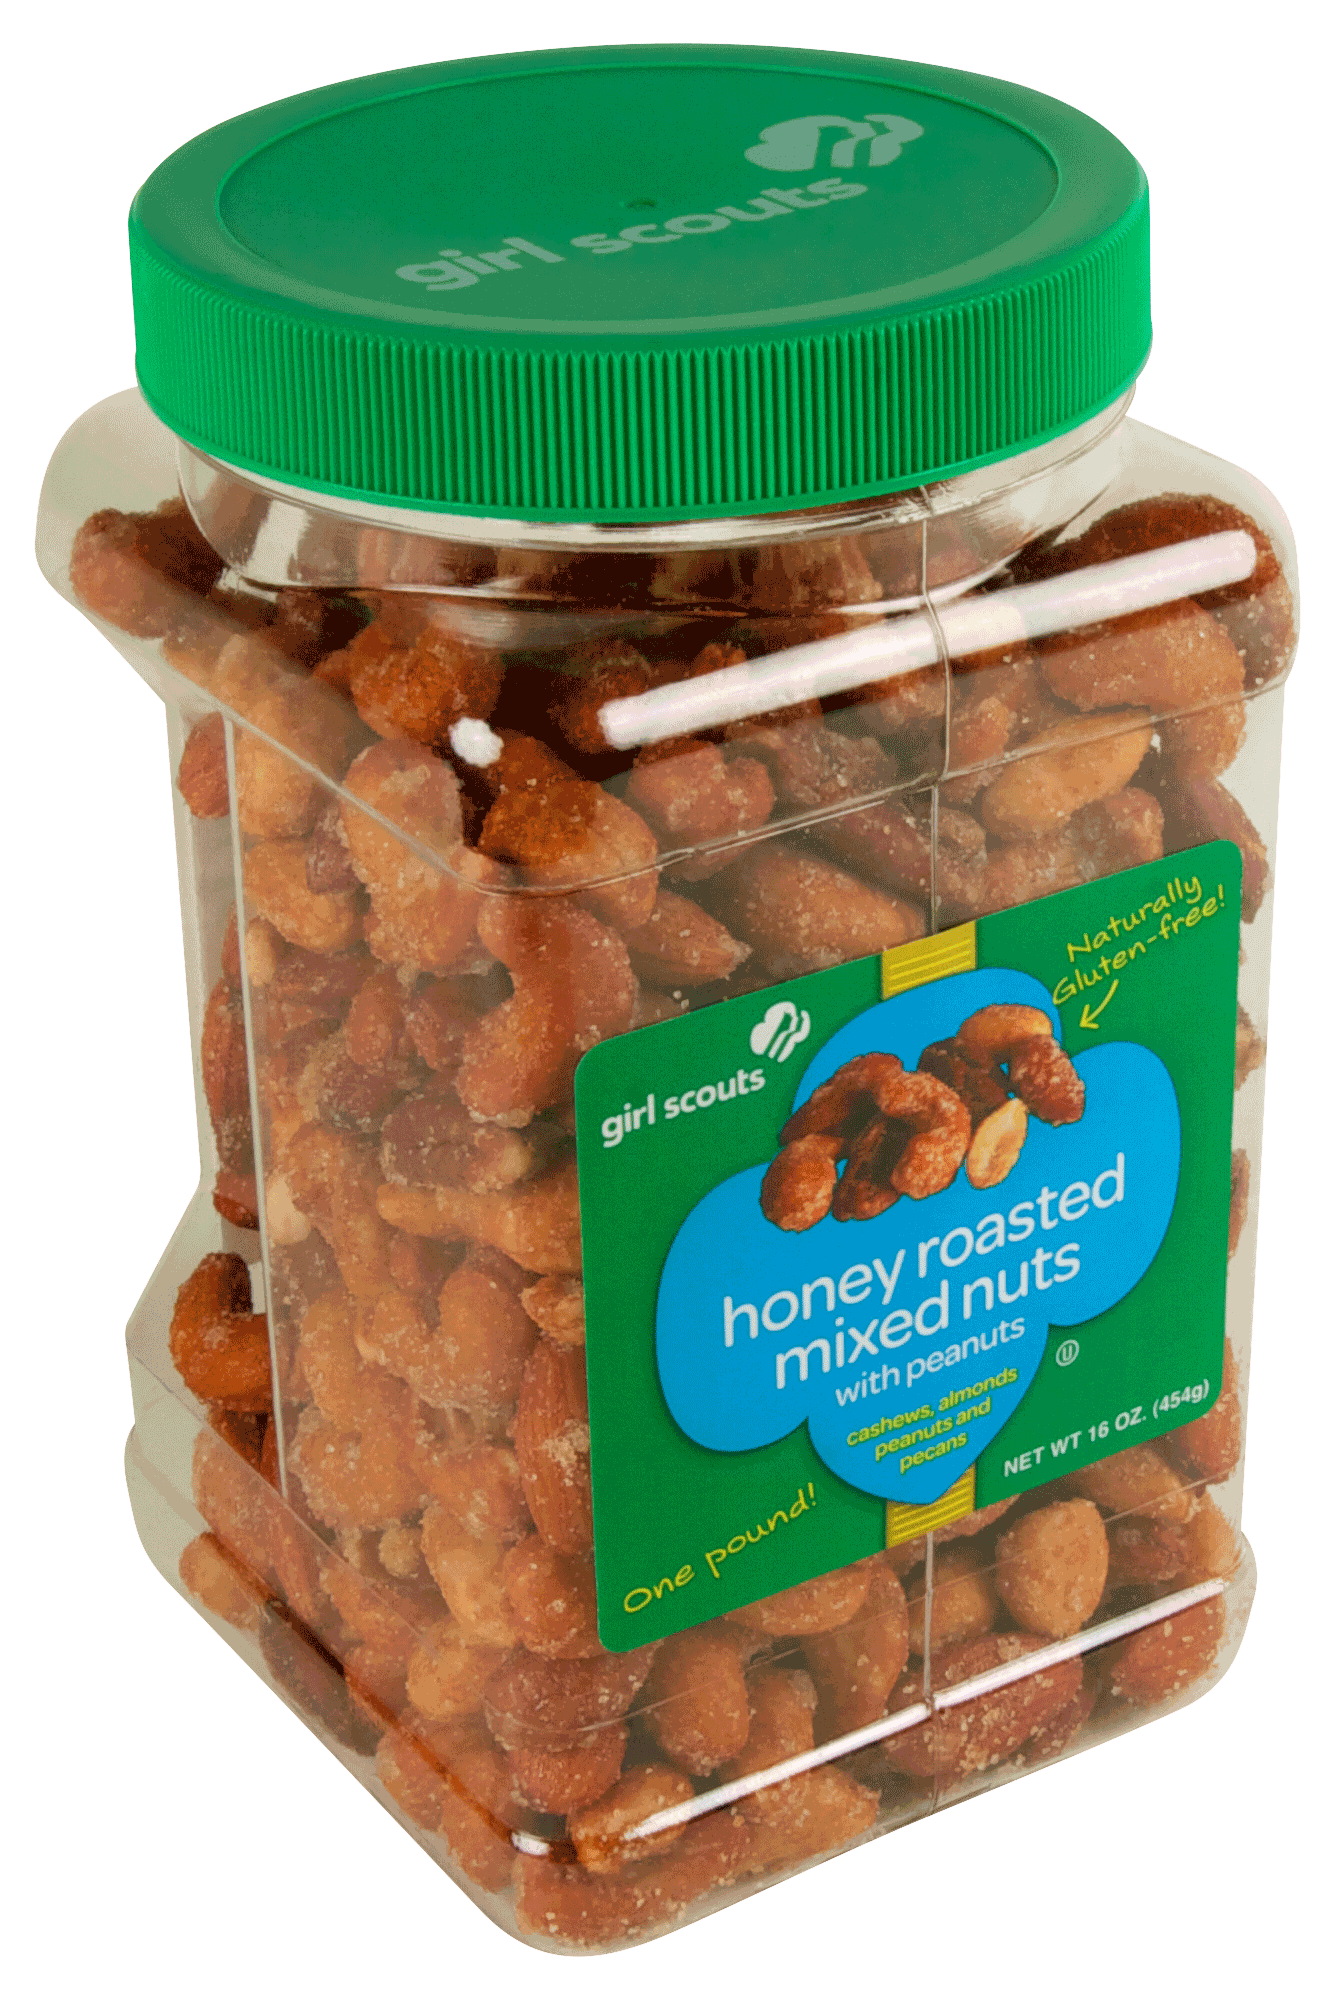 girl scouts
Naturally
Gluten-free!
girl scouts
honey roasted
mixed nuts
with peanuts
cashews, almonds
peanuts and
pecans
U
One pound!
NET WT 16 OZ. (454g)